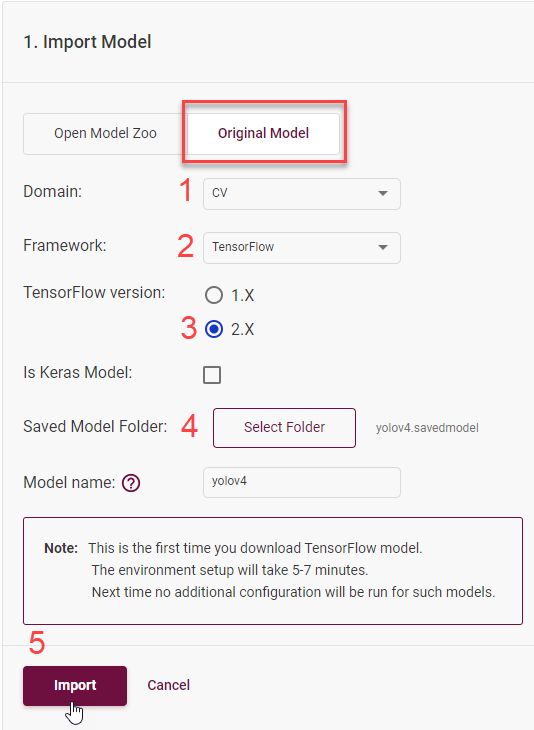 1. Import Model
Open Model Zoo Original Model
Domain: 1 CV
Framework: 2 TensorFlow
TensorFlow version: 1.X
3 2.X
Is Keras Model:
Saved Model Folder: 4 Select Folder yolov4.savedmodel
Model name: ? yolov4
Note: This is the first time you download TensorFlow model.
The environment setup will take 5-7 minutes.
Next time no additional configuration will be run for such models.
5
Import Cancel